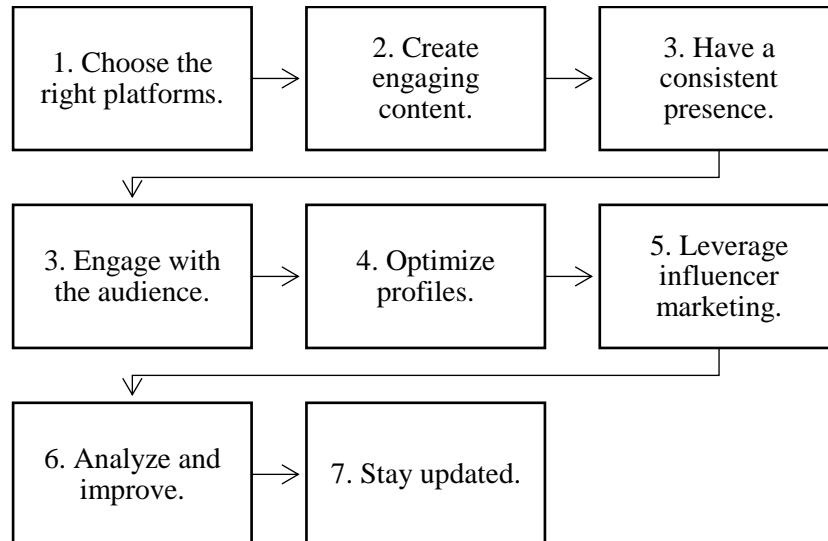 1. Choose the
right platforms.
2. Create
engaging
content.
3. Have a
consistent
presence.
3. Engage with
the audience.
4. Optimize
profiles.
5. Leverage
influencer
marketing.
6. Analyze and
improve.
7. Stay updated.